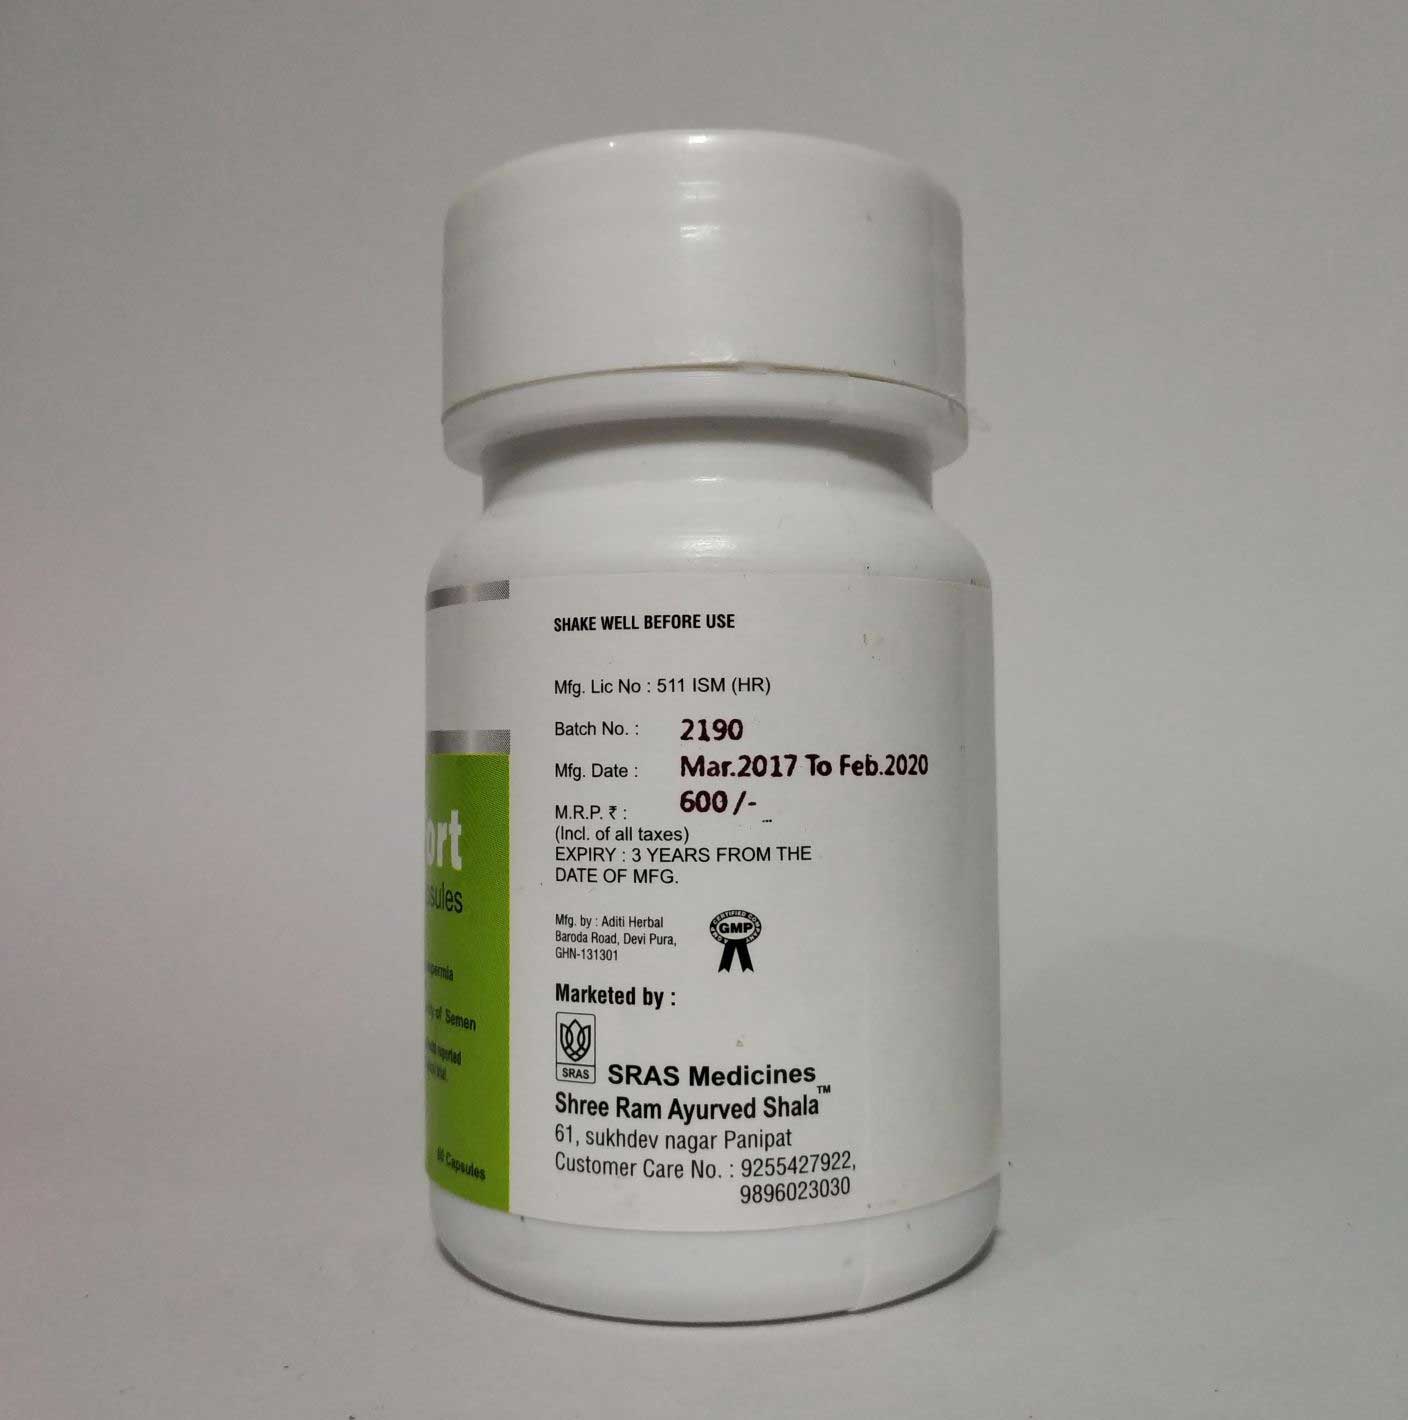 SHAKE WELL BEFORE USE
Mfg. Lic No : 511 ISM (HR)
Batch No. : 2190
Mfg. Date : Mar.2017 To Feb.2020
M.R.P. ₹ : 600/-
(Incl. of all taxes)
EXPIRY : 3 YEARS FROM THE
DATE OF MFG.
Mfg. by : Aditi Herbal
Baroda Road, Devi Pura,
GHN-131301
GMP
Marketed by :
SRAS
SRAS Medicines
Shree Ram Ayurved Shala™
61, sukhdev nagar Panipat
Customer Care No. : 9255427922,
9896023030
of Semen
reported
Capsules